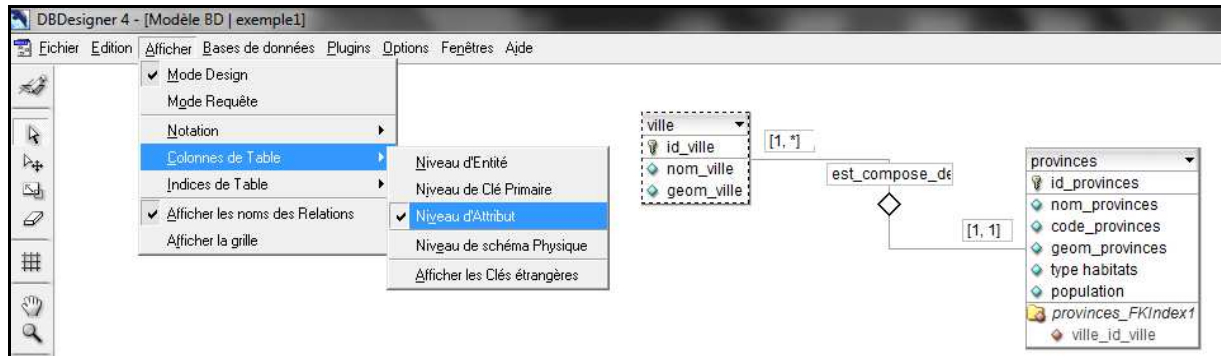 DBDesigner 4 - [Modèle BD | exemple1]
Fichier Edition Afficher Bases de données Plugins Options Fenêtres Aide
Mode Design
Mode Requête
Notation
Colonnes de Table
Indices de Table
Afficher les noms des Relations
Afficher la grille
Niveau d'Entité
Niveau de Clé Primaire
Niveau d'Attribut
Niveau de schéma Physique
Afficher les Clés étrangères
ville
id_ville
nom_ville
geom_ville
[1, *]
est_compose_de
[1, 1]
provinces
id_provinces
nom_provinces
code_provinces
geom_provinces
type habitats
population
provinces_FKIndex1
ville_id_ville